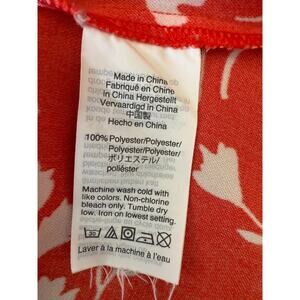 Made in China
Fabriqué en Chine
in China Hergestellt
Vervaardigd in China
中国製
Hecho en China
100% Polyester/Polyester/
Polyester/Polyester/
ポリエステル/
poliéster
Machine wash cold with
like colors. Non-chlorine
bleach only. Tumble dry
low. Iron on lowest setting.
30
Laver à la machine à l'eau